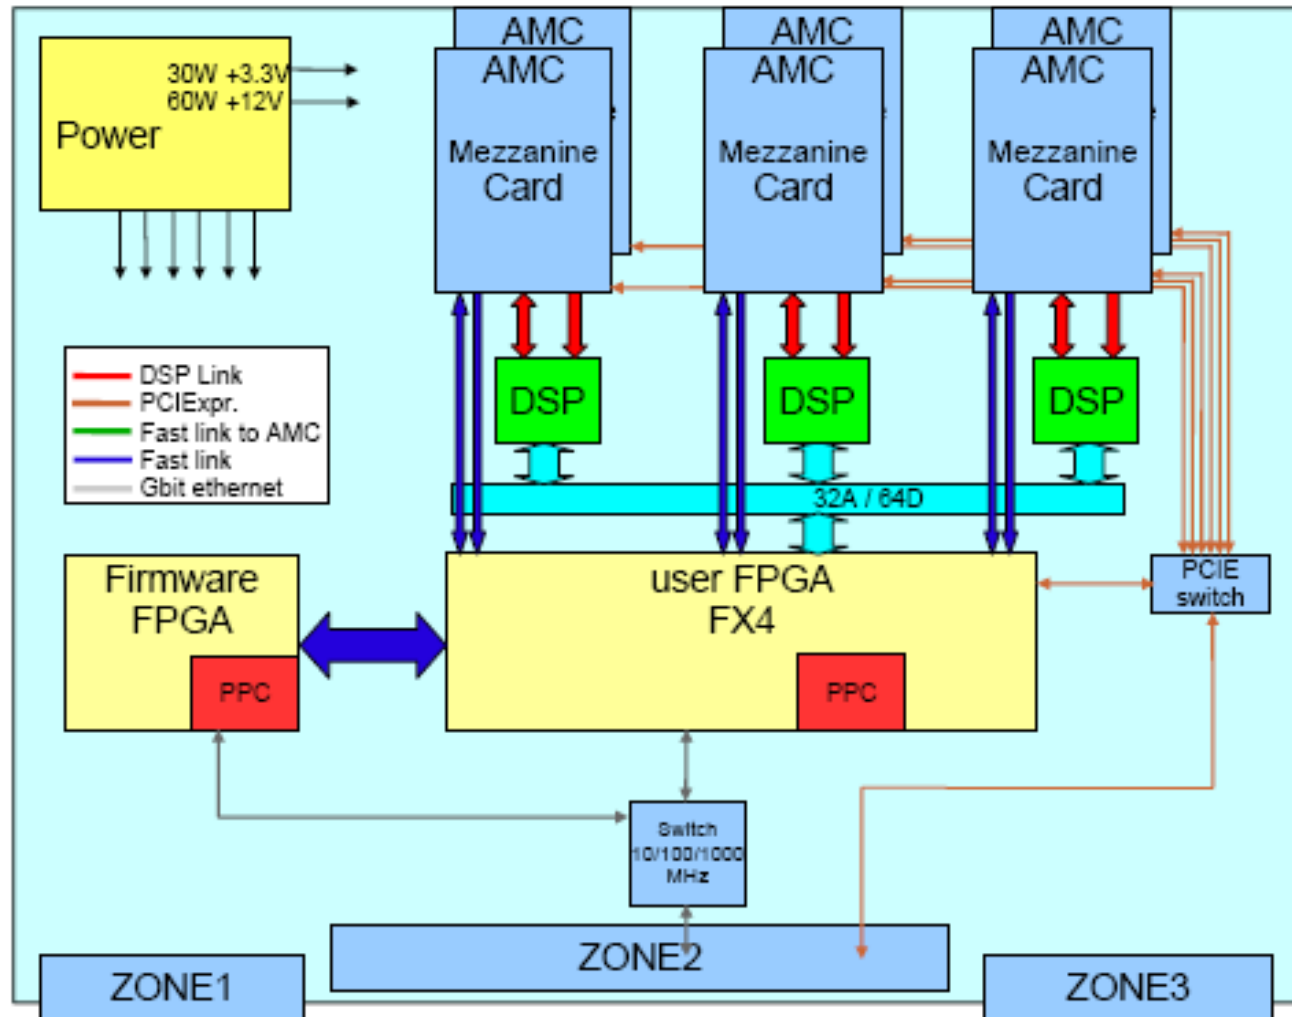 AMC
AMC
AMC
AMC
AMC
AMC
Mezzanine
Card
Mezzanine
Card
Mezzanine
Card
30W +3.3V
60W +12V
Power
DSP Link
PCIExpr.
Fast link to AMC
Fast link
Gbit ethernet
DSP
DSP
DSP
32A / 64D
Firmware
FPGA
PPC
user FPGA
FX4
PPC
PCIE
switch
Switch
10/100/1000
MHz
ZONE1
ZONE2
ZONE3